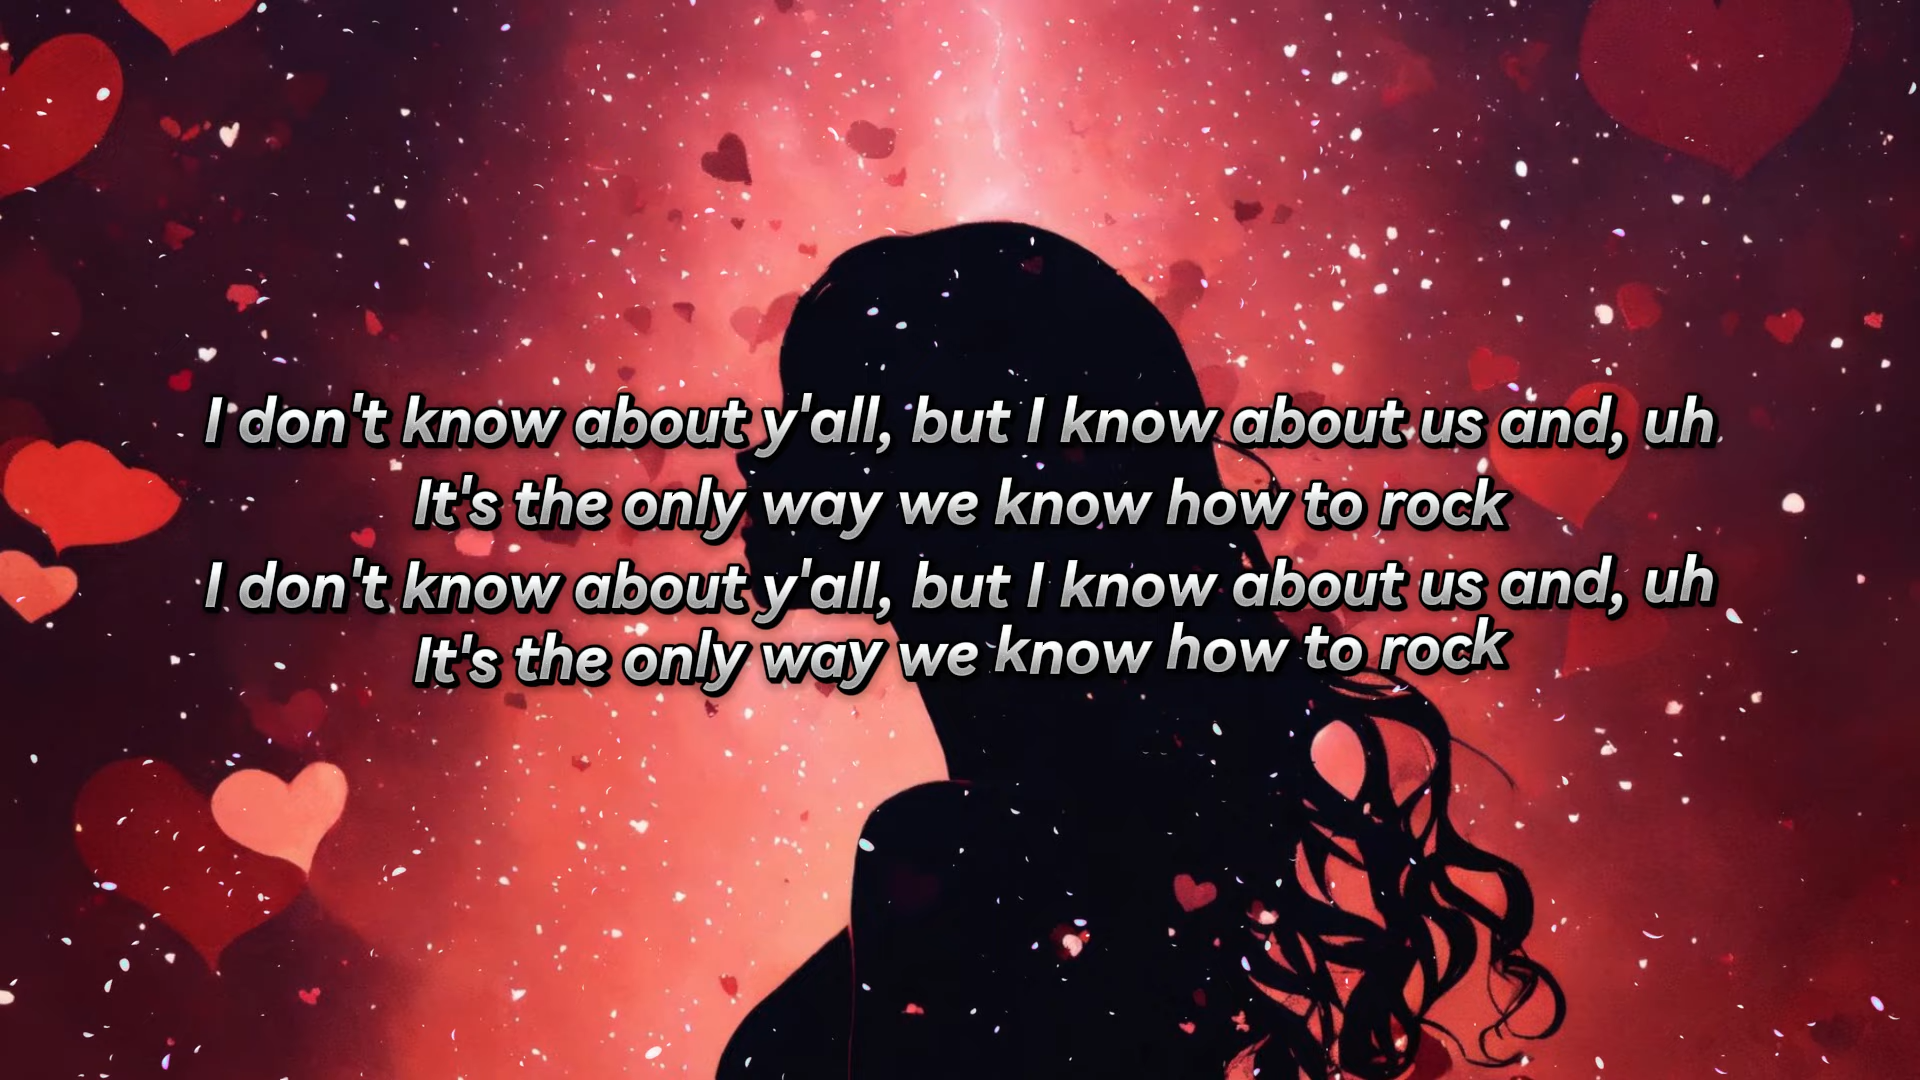 I don't know about y'all, but I know about us and, uh
It's the only way we know how to rock
I don't know about y'all, but I know about us and, uh
It's the only way we know how to rock